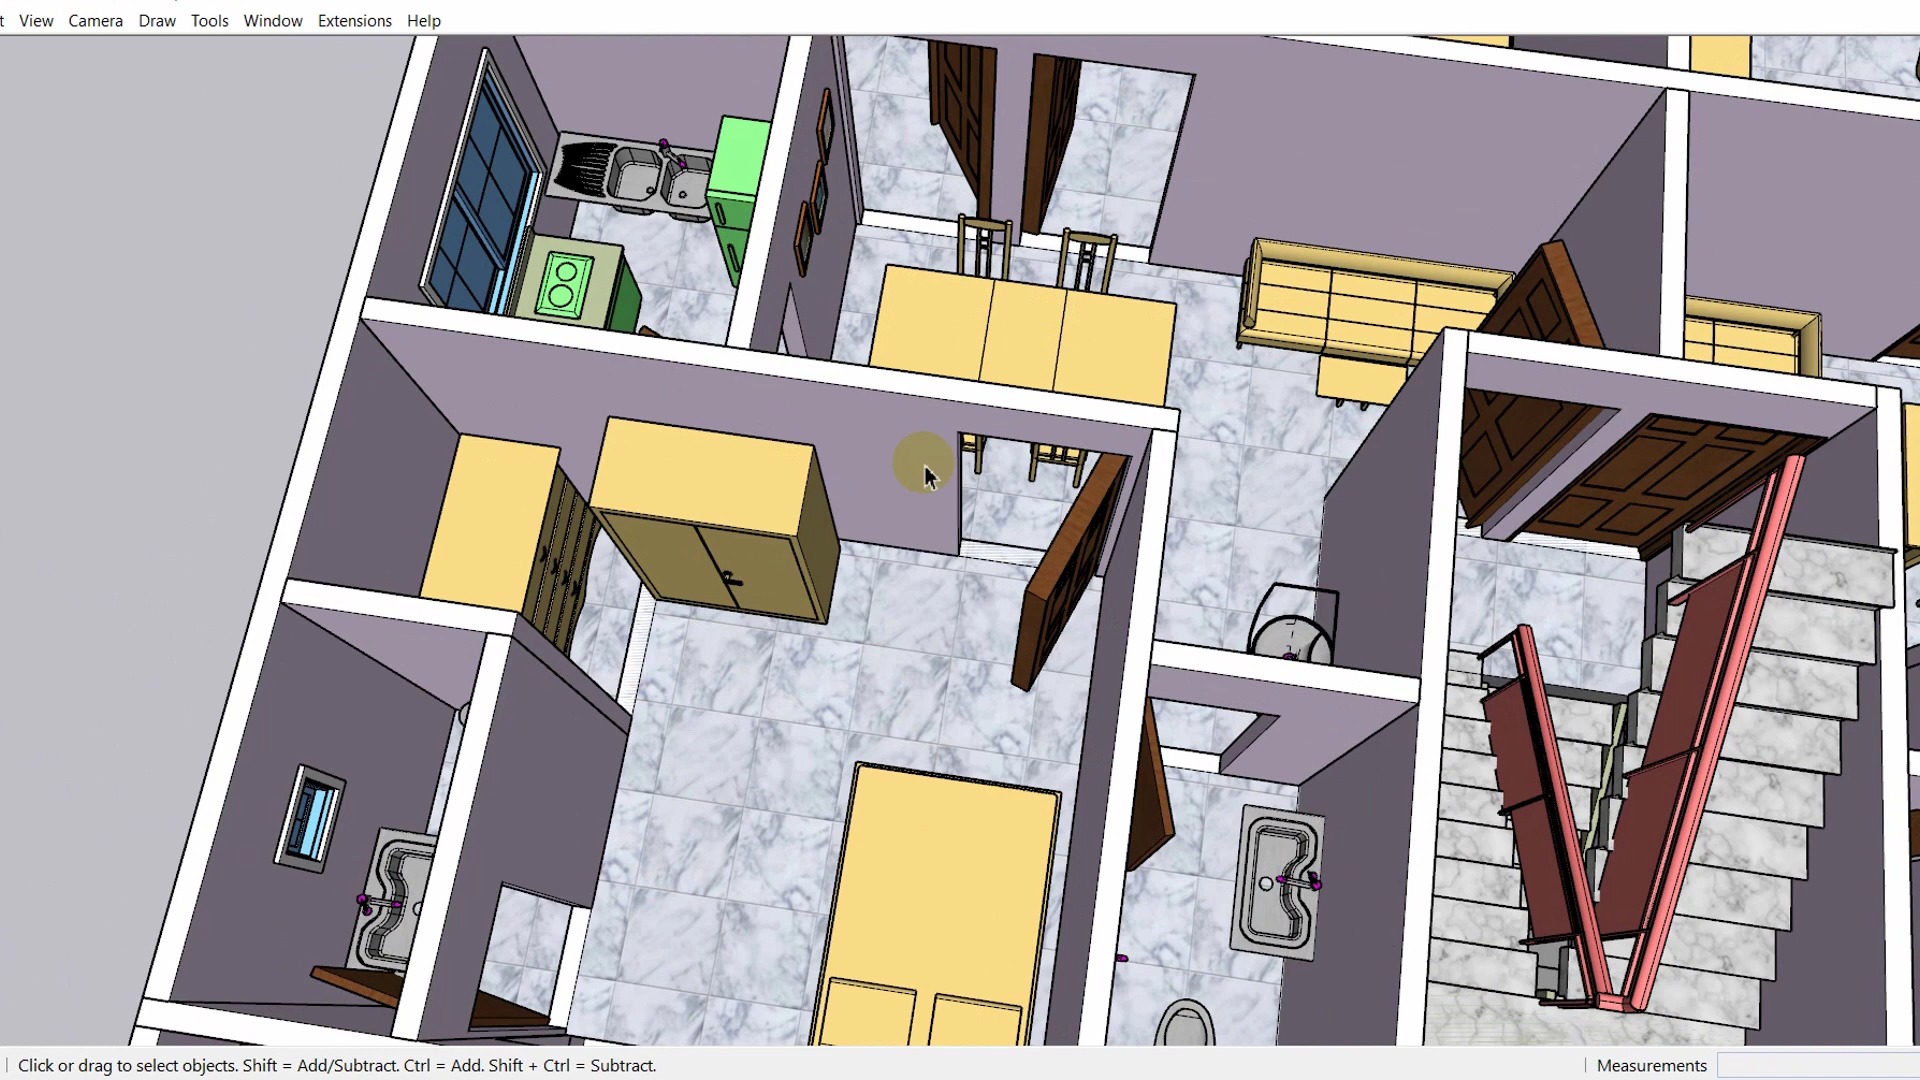 t View Camera Draw Tools Window Extensions Help
Click or drag to select objects. Shift = Add/Subtract. Ctrl = Add. Shift + Ctrl = Subtract.
Measurements